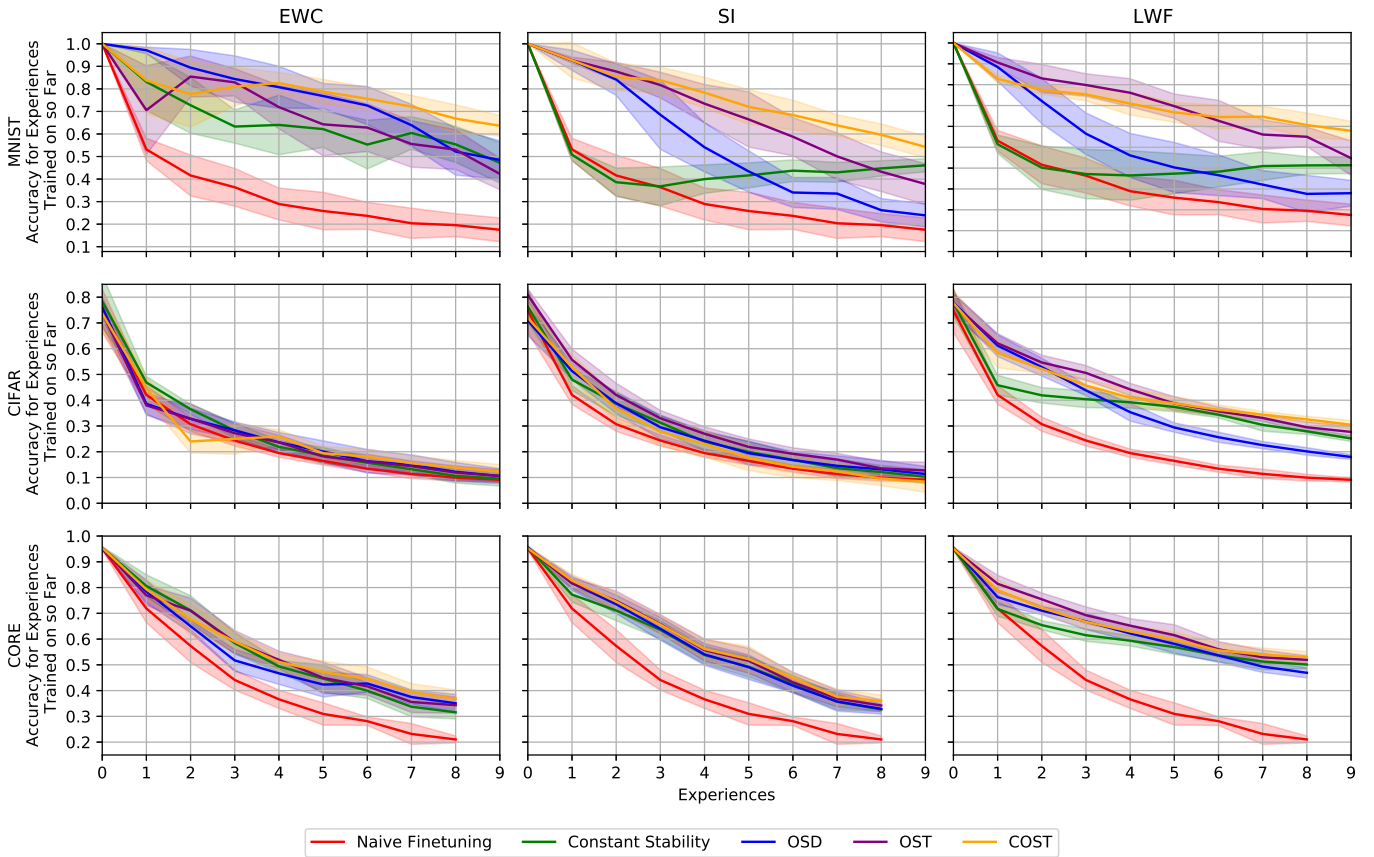 EWC SI LWF
MNIST
Accuracy for Experiences
Trained on so Far
1.0
0.9
0.8
0.7
0.6
0.5
0.4
0.3
0.2
0.1
CIFAR
Accuracy for Experiences
Trained on so Far
0.8
0.7
0.6
0.5
0.4
0.3
0.2
0.1
0.0
CORE
Accuracy for Experiences
Trained on so Far
1.0
0.9
0.8
0.7
0.6
0.5
0.4
0.3
0.2
0 1 2 3 4 5 6 7 8 9 0 1 2 3 4 5 6 7 8 9 0 1 2 3 4 5 6 7 8 9
Experiences
Naive Finetuning Constant Stability OSD OST COST